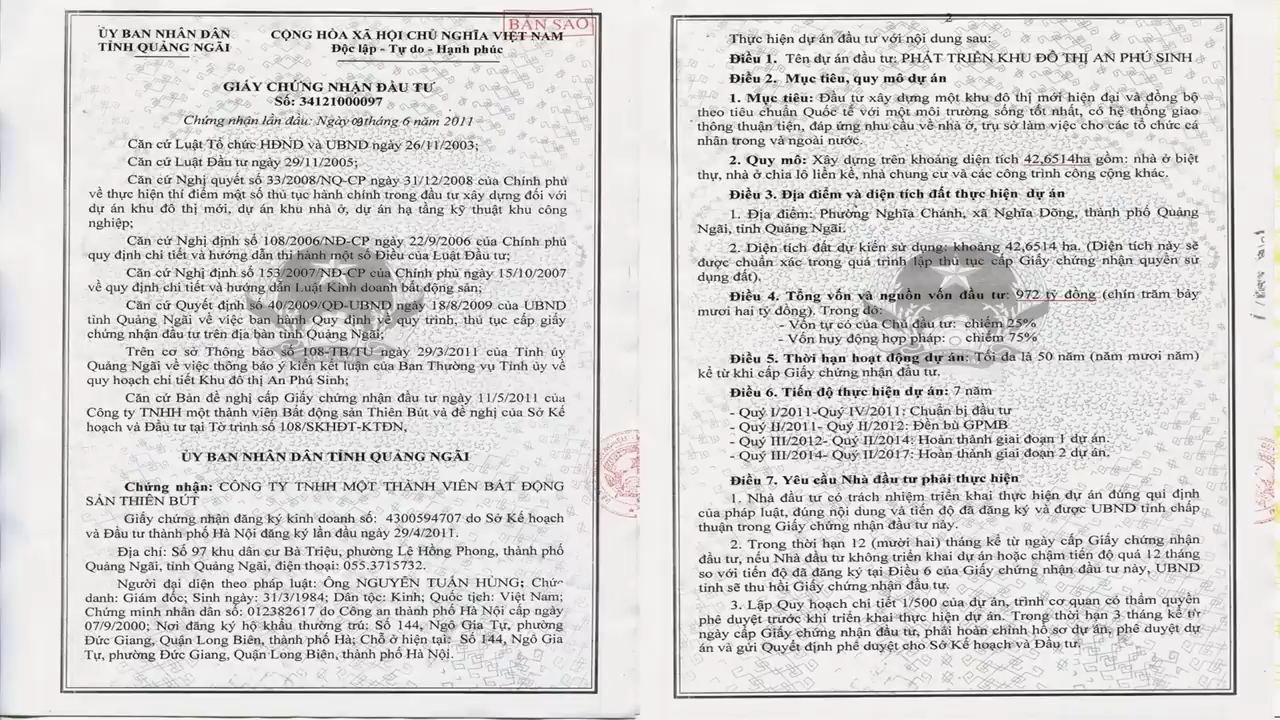 BẢN SAO
ỦY BAN NHÂN DÂN
TỈNH QUẢNG NGÃI
CỘNG HÒA XÃ HỘI CHỦ NGHĨA VIỆT NAM
Độc lập - Tự do - Hạnh phúc
GIẤY CHỨNG NHẬN ĐẦU TƯ
Số: 34121000097
Chứng nhận lần đầu: Ngày 09 tháng 6 năm 2011
Căn cứ Luật Tổ chức HĐND và UBND ngày 26/11/2003;
Căn cứ Luật Đầu tư ngày 29/11/2005;
Căn cứ Nghị quyết số 33/2008/NQ-CP ngày 31/12/2008 của Chính phủ
về thực hiện thí điểm một số thủ tục hành chính trong đầu tư xây dựng đối với
dự án khu đô thị mới, dự án khu nhà ở, dự án hạ tầng kỹ thuật khu công
nghiệp;
Căn cứ Nghị định số 108/2006/NĐ-CP ngày 22/9/2006 của Chính phủ
quy định chi tiết và hướng dẫn thi hành một số Điều của Luật Đầu tư;
Căn cứ Nghị định số 153/2007/NĐ-CP của Chính phủ ngày 15/10/2007
về quy định chi tiết và hướng dẫn Luật Kinh doanh bất động sản;
Căn cứ Quyết định số 40/2009/QĐ-UBND ngày 18/8/2009 của UBND
tỉnh Quảng Ngãi về việc ban hành Quy định về quy trình, thủ tục cấp giấy
chứng nhận đầu tư trên địa bàn tỉnh Quảng Ngãi;
Trên cơ sở Thông báo số 108-TB/TU ngày 29/3/2011 của Tỉnh ủy
Quảng Ngãi về việc thông báo ý kiến kết luận của Ban Thường vụ Tỉnh ủy về
quy hoạch chi tiết Khu đô thị An Phú Sinh;
Căn cứ Bản đề nghị cấp Giấy chứng nhận đầu tư ngày 11/5/2011 của
Công ty TNHH một thành viên Bất động sản Thiên Bút và đề nghị của Sở Kế
hoạch và Đầu tư tại Tờ trình số 108/SKHĐT-KTĐN,
ỦY BAN NHÂN DÂN TỈNH QUẢNG NGÃI
Chứng nhận: CÔNG TY TNHH MỘT THÀNH VIÊN BẤT ĐỘNG
SẢN THIÊN BÚT
Giấy chứng nhận đăng ký kinh doanh số: 4300594707 do Sở Kế hoạch
và Đầu tư thành phố Hà Nội đăng ký lần đầu ngày 29/4/2011.
Địa chỉ: Số 97 khu dân cư Bà Triệu, phường Lê Hồng Phong, thành phố
Quảng Ngãi, tỉnh Quảng Ngãi, điện thoại: 055.3715732.
Người đại diện theo pháp luật: Ông NGUYỄN TUẤN HÙNG; Chức
danh: Giám đốc; Sinh ngày: 31/3/1984; Dân tộc: Kinh; Quốc tịch: Việt Nam;
Chứng minh nhân dân số: 012382617 do Công an thành phố Hà Nội cấp ngày
07/9/2000; Nơi đăng ký hộ khẩu thường trú: Số 144, Ngô Gia Tự, phường
Đức Giang, Quận Long Biên, thành phố Hà; Chỗ ở hiện tại: Số 144, Ngô Gia
Tự, phường Đức Giang, Quận Long Biên, thành phố Hà Nội.
2
Thực hiện dự án đầu tư với nội dung sau:
Điều 1. Tên dự án đầu tư: PHÁT TRIỂN KHU ĐÔ THỊ AN PHÚ SINH
Điều 2. Mục tiêu, quy mô dự án
1. Mục tiêu: Đầu tư xây dựng một khu đô thị mới hiện đại và đồng bộ
theo tiêu chuẩn Quốc tế với một môi trường sống tốt nhất, có hệ thống giao
thông thuận tiện, đáp ứng nhu cầu về nhà ở, trụ sở làm việc cho các tổ chức cá
nhân trong và ngoài nước.
2. Quy mô: Xây dựng trên khoảng diện tích 42,6514ha gồm: nhà ở biệt
thự, nhà ở chia lô liền kề, nhà chung cư và các công trình công cộng khác.
Điều 3. Địa điểm và diện tích đất thực hiện dự án
1. Địa điểm: Phường Nghĩa Chánh, xã Nghĩa Dõng, thành phố Quảng
Ngãi, tỉnh Quảng Ngãi.
2. Diện tích đất dự kiến sử dụng: khoảng 42,6514 ha. (Diện tích này sẽ
được chuẩn xác trong quá trình lập thủ tục cấp Giấy chứng nhận quyền sử
dụng đất).
Điều 4. Tổng vốn và nguồn vốn đầu tư: 972 tỷ đồng (chín trăm bảy
mươi hai tỷ đồng). Trong đó:
- Vốn tự có của Chủ đầu tư: chiếm 25%
- Vốn huy động hợp pháp: chiếm 75%
Điều 5. Thời hạn hoạt động dự án: Tối đa là 50 năm (năm mươi năm)
kể từ khi cấp Giấy chứng nhận đầu tư.
Điều 6. Tiến độ thực hiện dự án: 7 năm
- Quý I/2011-Quý IV/2011: Chuẩn bị đầu tư
- Quý II/2011- Quý II/2012: Đền bù GPMB
- Quý III/2012- Quý II/2014: Hoàn thành giai đoạn 1 dự án.
- Quý III/2014- Quý II/2017: Hoàn thành giai đoạn 2 dự án.
Điều 7. Yêu cầu Nhà đầu tư phải thực hiện
1. Nhà đầu tư có trách nhiệm triển khai thực hiện dự án đúng qui định
của pháp luật, đúng nội dung và tiến độ đã đăng ký và được UBND tỉnh chấp
thuận trong Giấy chứng nhận đầu tư này.
2. Trong thời hạn 12 (mười hai) tháng kể từ ngày cấp Giấy chứng nhận
đầu tư, nếu Nhà đầu tư không triển khai dự án hoặc chậm tiến độ quá 12 tháng
so với tiến độ đã đăng ký tại Điều 6 của Giấy chứng nhận đầu tư này, UBND
tỉnh sẽ thu hồi Giấy chứng nhận đầu tư.
3. Lập Quy hoạch chi tiết 1/500 của dự án, trình cơ quan có thẩm quyền
phê duyệt trước khi triển khai thực hiện dự án. Trong thời hạn 3 tháng kể từ
ngày cấp Giấy chứng nhận đầu tư, phải hoàn chỉnh hồ sơ dự án, phê duyệt dự
án và gửi Quyết định phê duyệt cho Sở Kế hoạch và Đầu tư.